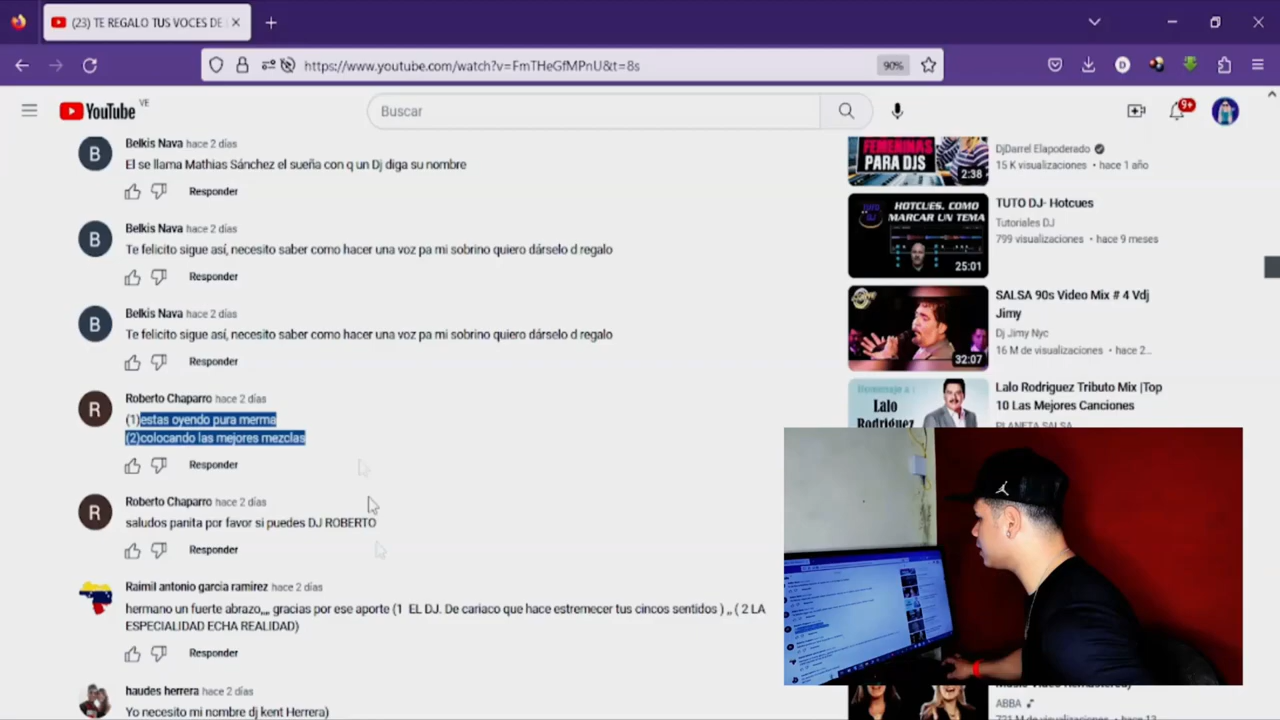 (23) TE REGALO TUS VOCES DE
https://www.youtube.com/watch?v=FmTHeGfMPnU&t=8s
90%
YouTube VE
Buscar
9+
Belkis Nava hace 2 días
El se llama Mathias Sánchez el sueña con q un Dj diga su nombre
Responder
Belkis Nava hace 2 días
Te felicito sigue así, necesito saber como hacer una voz pa mi sobrino quiero dárselo d regalo
Responder
Belkis Nava hace 2 días
Te felicito sigue así, necesito saber como hacer una voz pa mi sobrino quiero dárselo d regalo
Responder
Roberto Chaparro hace 2 días
(1)estas oyendo pura merma
(2)colocando las mejores mezclas
Responder
Roberto Chaparro hace 2 días
saludos panita por favor si puedes DJ ROBERTO
Responder
Raimil antonio garcia ramirez hace 2 días
hermano un fuerte abrazo,,,, gracias por ese aporte (1 EL DJ. De cariaco que hace estremecer tus cincos sentidos ) ,, ( 2 LA
ESPECIALIDAD ECHA REALIDAD)
Responder
haudes herrera hace 2 días
Yo necesito mi nombre dj kent Herrera)
B
B
B
R
R
FEMENINAS
PARA DJS
2:38
DjDarrel Elapoderado
15 K visualizaciones • hace 1 año
TUTO DJ
HOTCUES. COMO
MARCAR UN TEMA
25:01
TUTO DJ- Hotcues
Tutoriales DJ
799 visualizaciones • hace 9 meses
32:07
SALSA 90s Video Mix # 4 Vdj
Jimy
Dj Jimy Nyc
16 M de visualizaciones • hace 2...
Homenaje a
Lalo
Rodriguez
Lalo Rodriguez Tributo Mix |Top
10 Las Mejores Canciones
PLANETA SALSA
ABBA